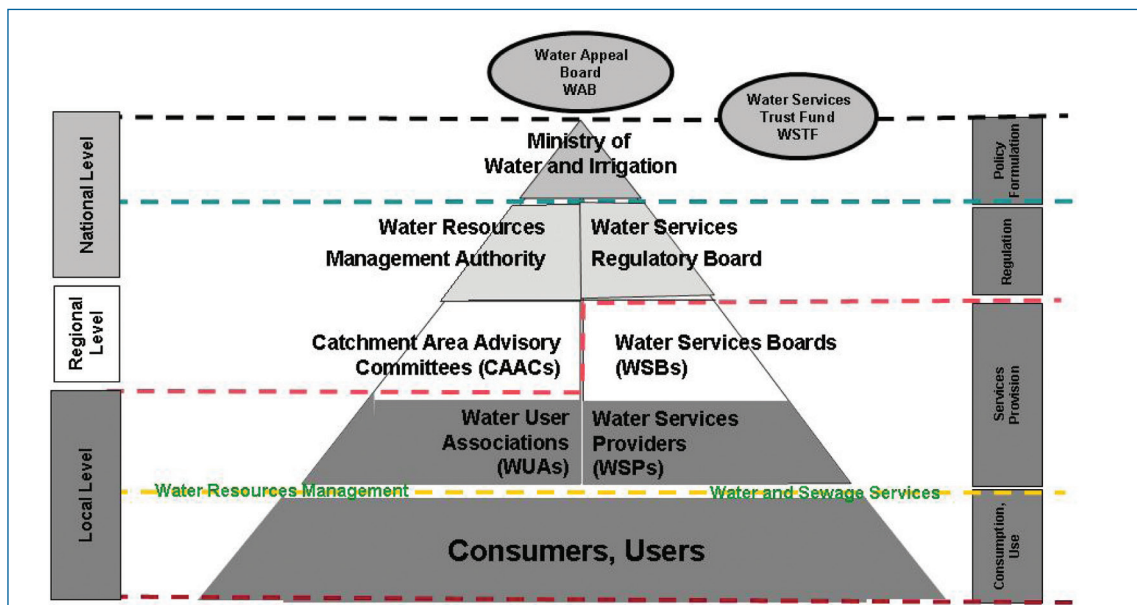 Water Appeal
Board
WAB
Water Services
Trust Fund
WSTF
National Level
Regional
Level
Local Level
Ministry of
Water and Irrigation
Water Resources
Management Authority
Water Services
Regulatory Board
Catchment Area Advisory
Committees (CAACs)
Water Services Boards
(WSBs)
Water User
Associations
(WUAs)
Water Services
Providers
(WSPs)
Water Resources Management
Water and Sewage Services
Consumers, Users
Policy
Formulation
Regulation
Services
Provision
Consumption,
Use